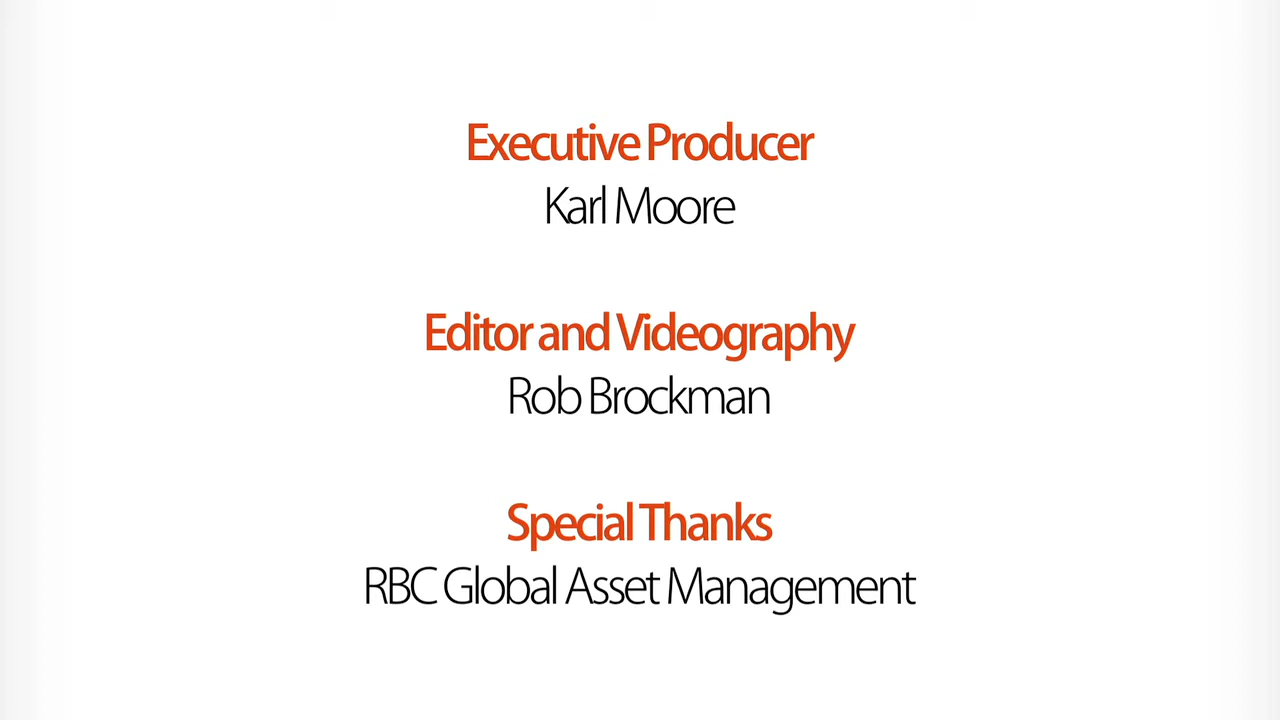 Executive Producer
Karl Moore
Editor and Videography
Rob Brockman
Special Thanks
RBC Global Asset Management